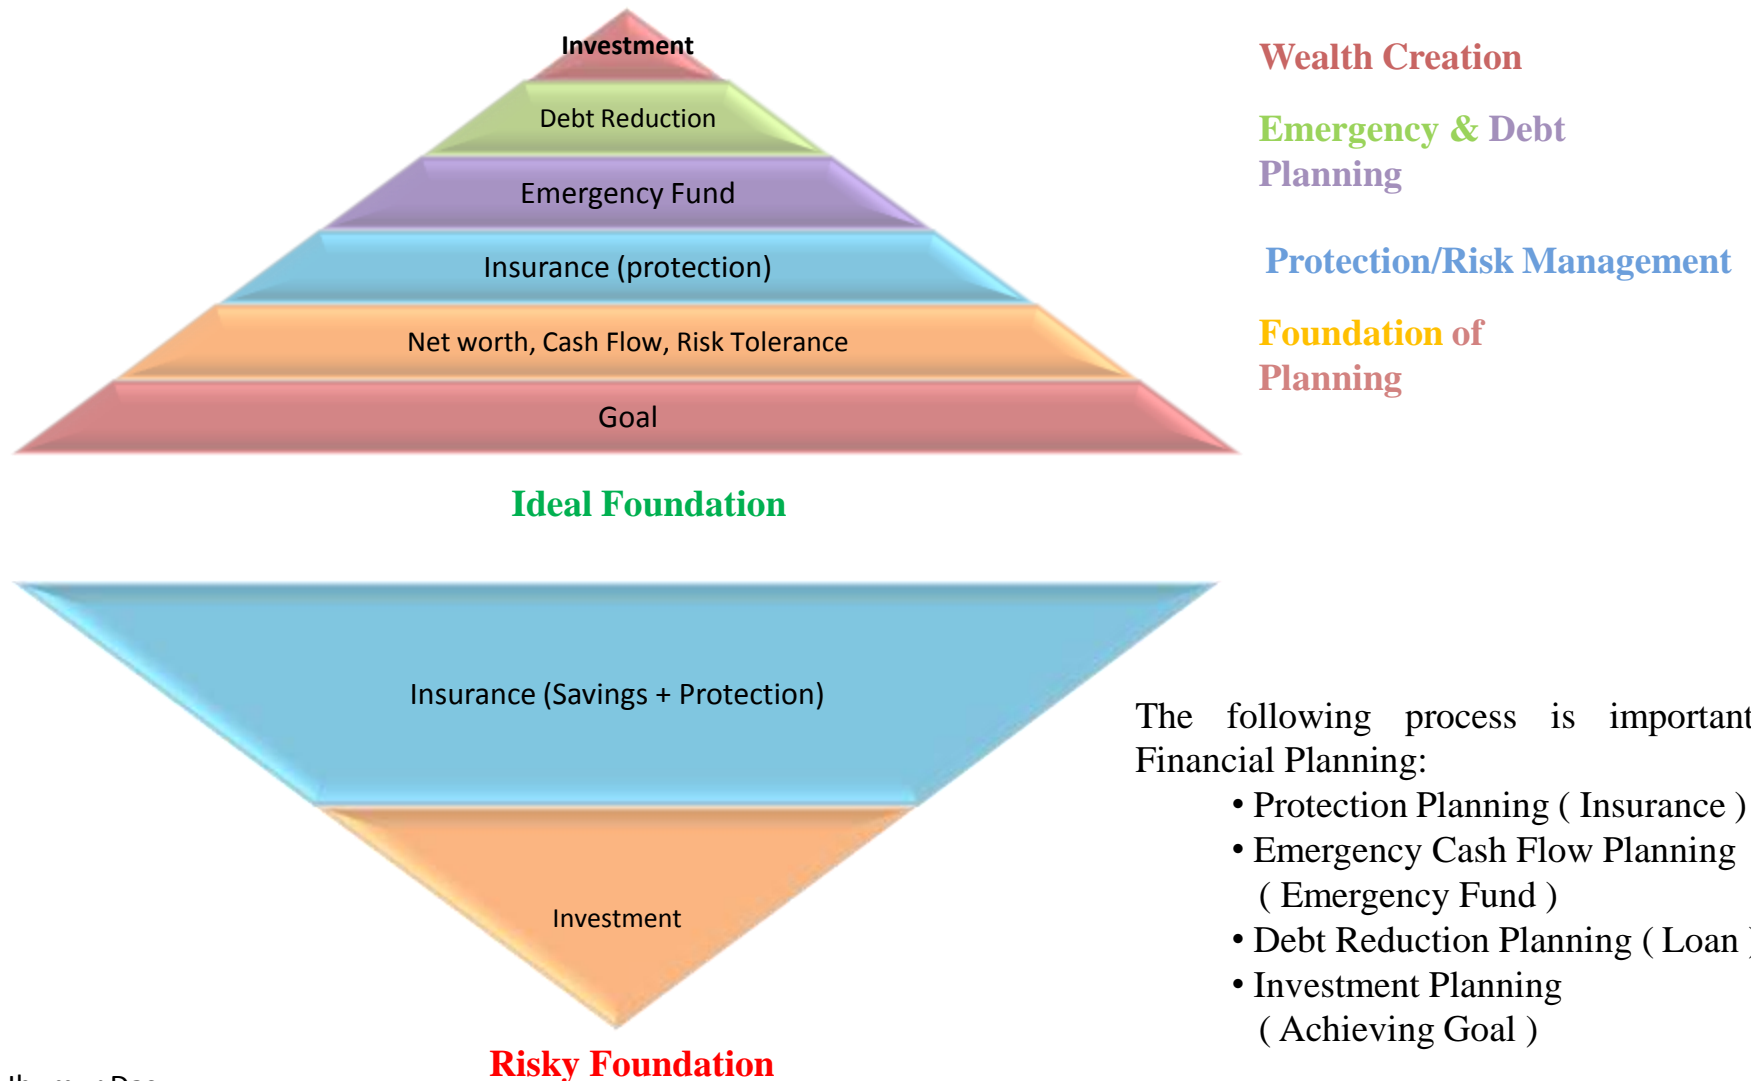 Investment
Debt Reduction
Emergency Fund
Insurance (protection)
Net worth, Cash Flow, Risk Tolerance
Goal
Wealth Creation
Emergency & Debt
Planning
Protection/Risk Management
Foundation of
Planning
Ideal Foundation
Insurance (Savings + Protection)
Investment
Risky Foundation
The following process is important
Financial Planning:
• Protection Planning ( Insurance )
• Emergency Cash Flow Planning
( Emergency Fund )
• Debt Reduction Planning ( Loan )
• Investment Planning
( Achieving Goal )